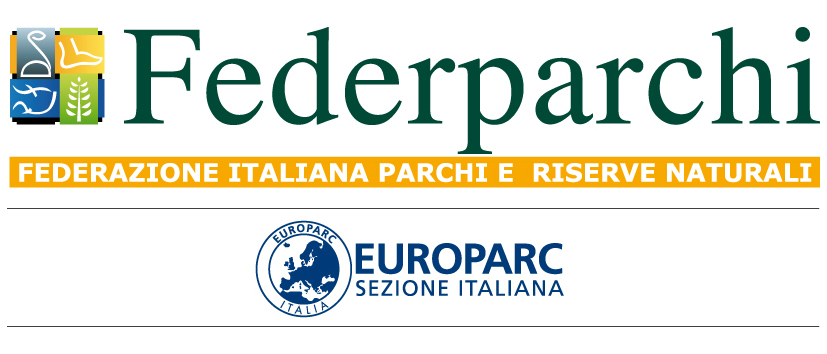 Federparchi
FEDERAZIONE ITALIANA PARCHI E RISERVE NATURALI
EUROPARC
ITALIA
EUROPARC
SEZIONE ITALIANA